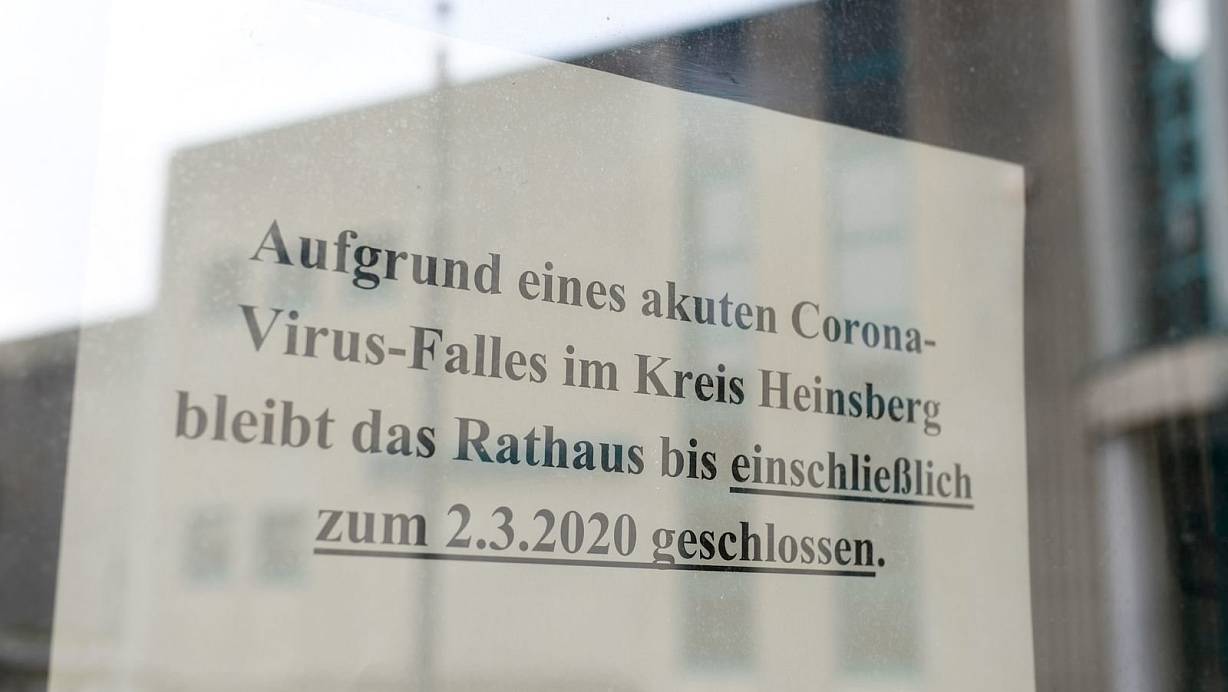 Aufgrund eines akuten Corona-
Virus-Falles im Kreis Heinsberg
bleibt das Rathaus bis einschließlich
zum 2.3.2020 geschlossen.